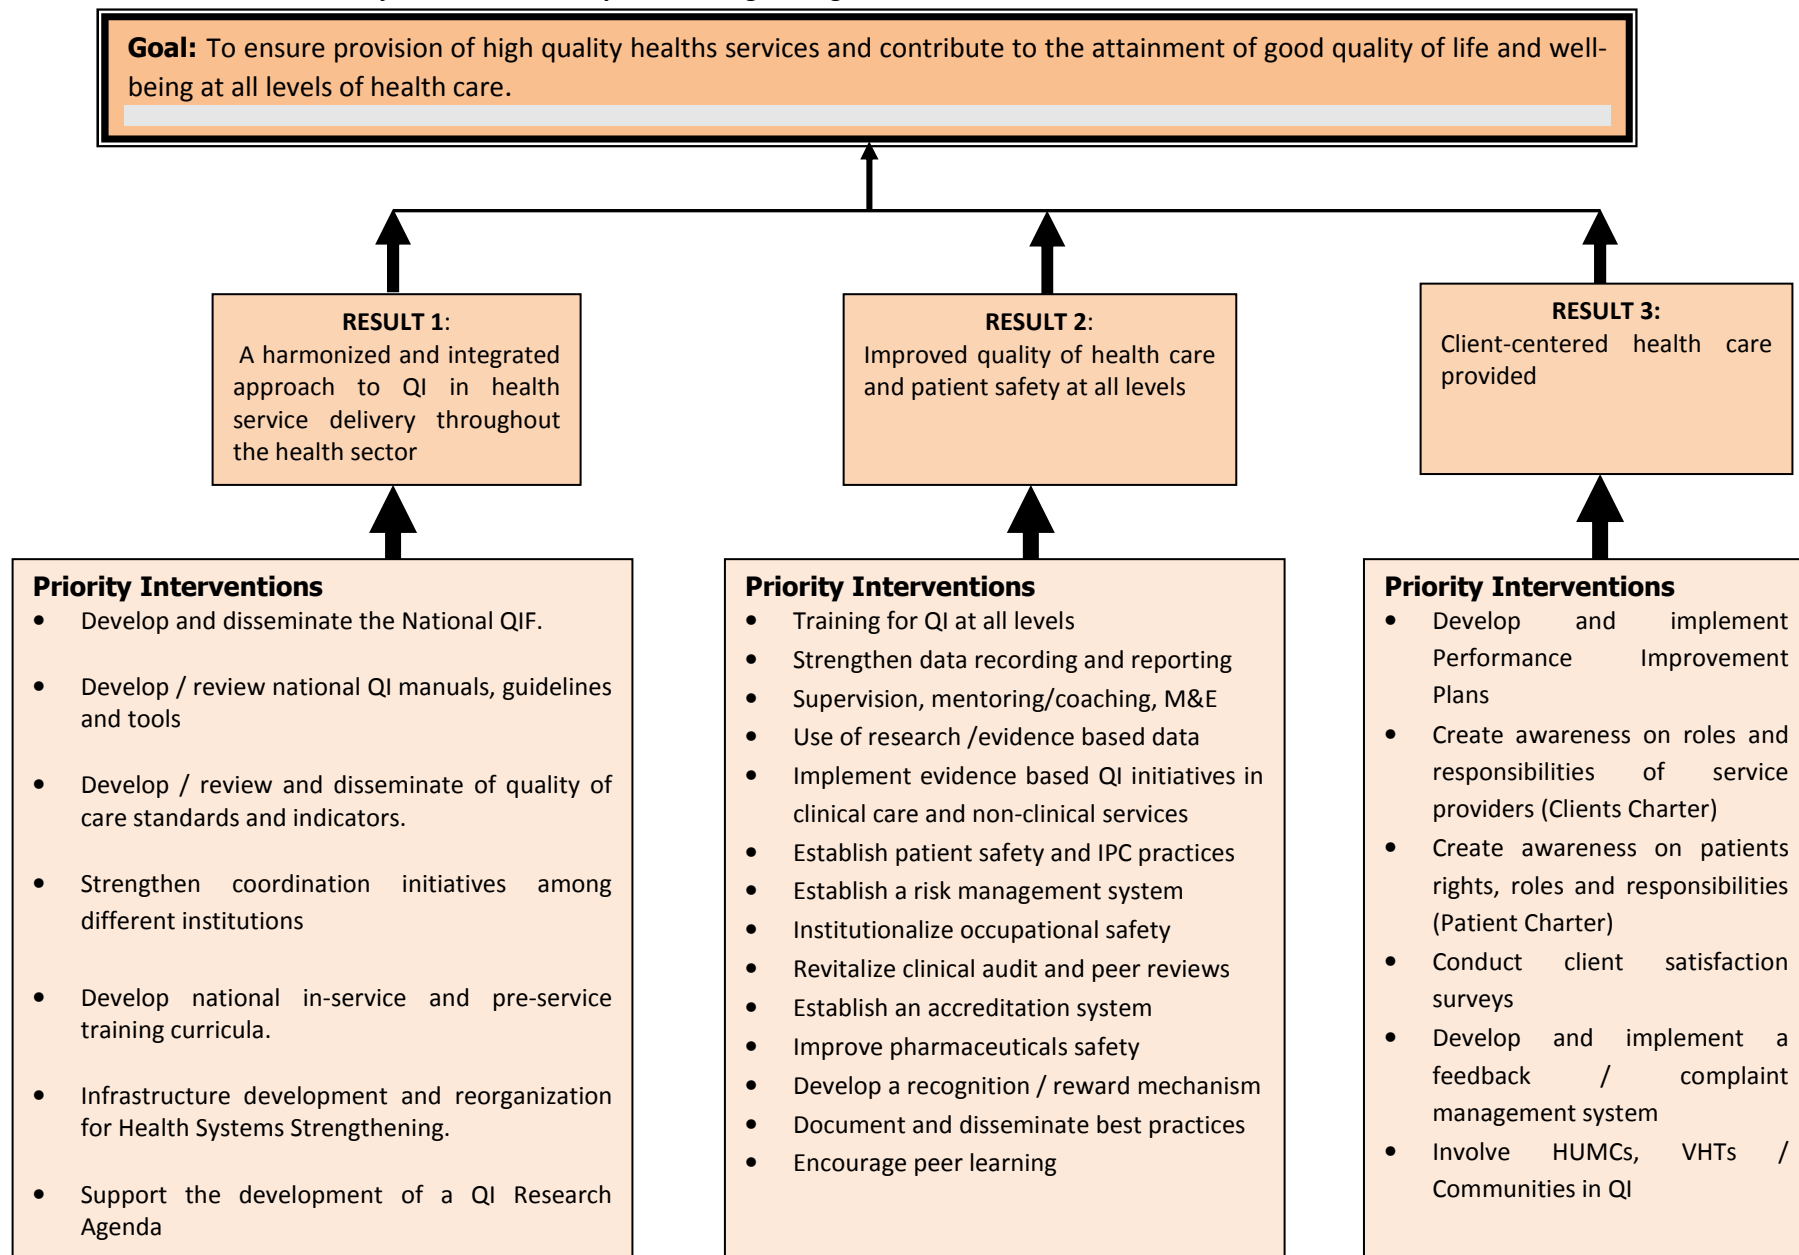 Goal: To ensure provision of high quality healths services and contribute to the attainment of good quality of life and well-
being at all levels of health care.
RESULT 1:
A harmonized and integrated
approach to QI in health
service delivery throughout
the health sector
RESULT 2:
Improved quality of health care
and patient safety at all levels
RESULT 3:
Client-centered health care
provided
Priority Interventions
• Develop and disseminate the National QIF.
• Develop / review national QI manuals, guidelines
and tools
• Develop / review and disseminate of quality of
care standards and indicators.
• Strengthen coordination initiatives among
different institutions
• Develop national in-service and pre-service
training curricula.
• Infrastructure development and reorganization
for Health Systems Strengthening.
• Support the development of a QI Research
Agenda
Priority Interventions
• Training for QI at all levels
• Strengthen data recording and reporting
• Supervision, mentoring/coaching, M&E
• Use of research /evidence based data
• Implement evidence based QI initiatives in
clinical care and non-clinical services
• Establish patient safety and IPC practices
• Establish a risk management system
• Institutionalize occupational safety
• Revitalize clinical audit and peer reviews
• Establish an accreditation system
• Improve pharmaceuticals safety
• Develop a recognition / reward mechanism
• Document and disseminate best practices
• Encourage peer learning
Priority Interventions
• Develop and implement
Performance Improvement
Plans
• Create awareness on roles and
responsibilities of service
providers (Clients Charter)
• Create awareness on patients
rights, roles and responsibilities
(Patient Charter)
• Conduct client satisfaction
surveys
• Develop and implement a
feedback / complaint
management system
• Involve HUMCs, VHTs /
Communities in QI